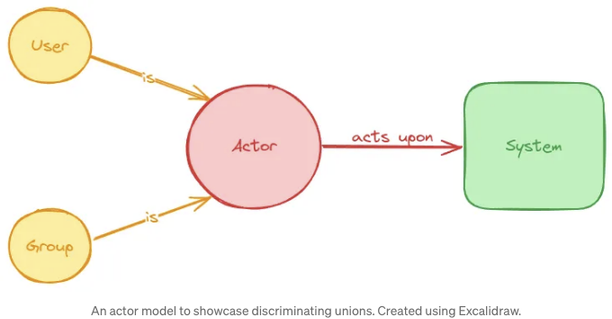 User
is
Actor
acts upon
System
is
Group
An actor model to showcase discriminating unions. Created using Excalidraw.